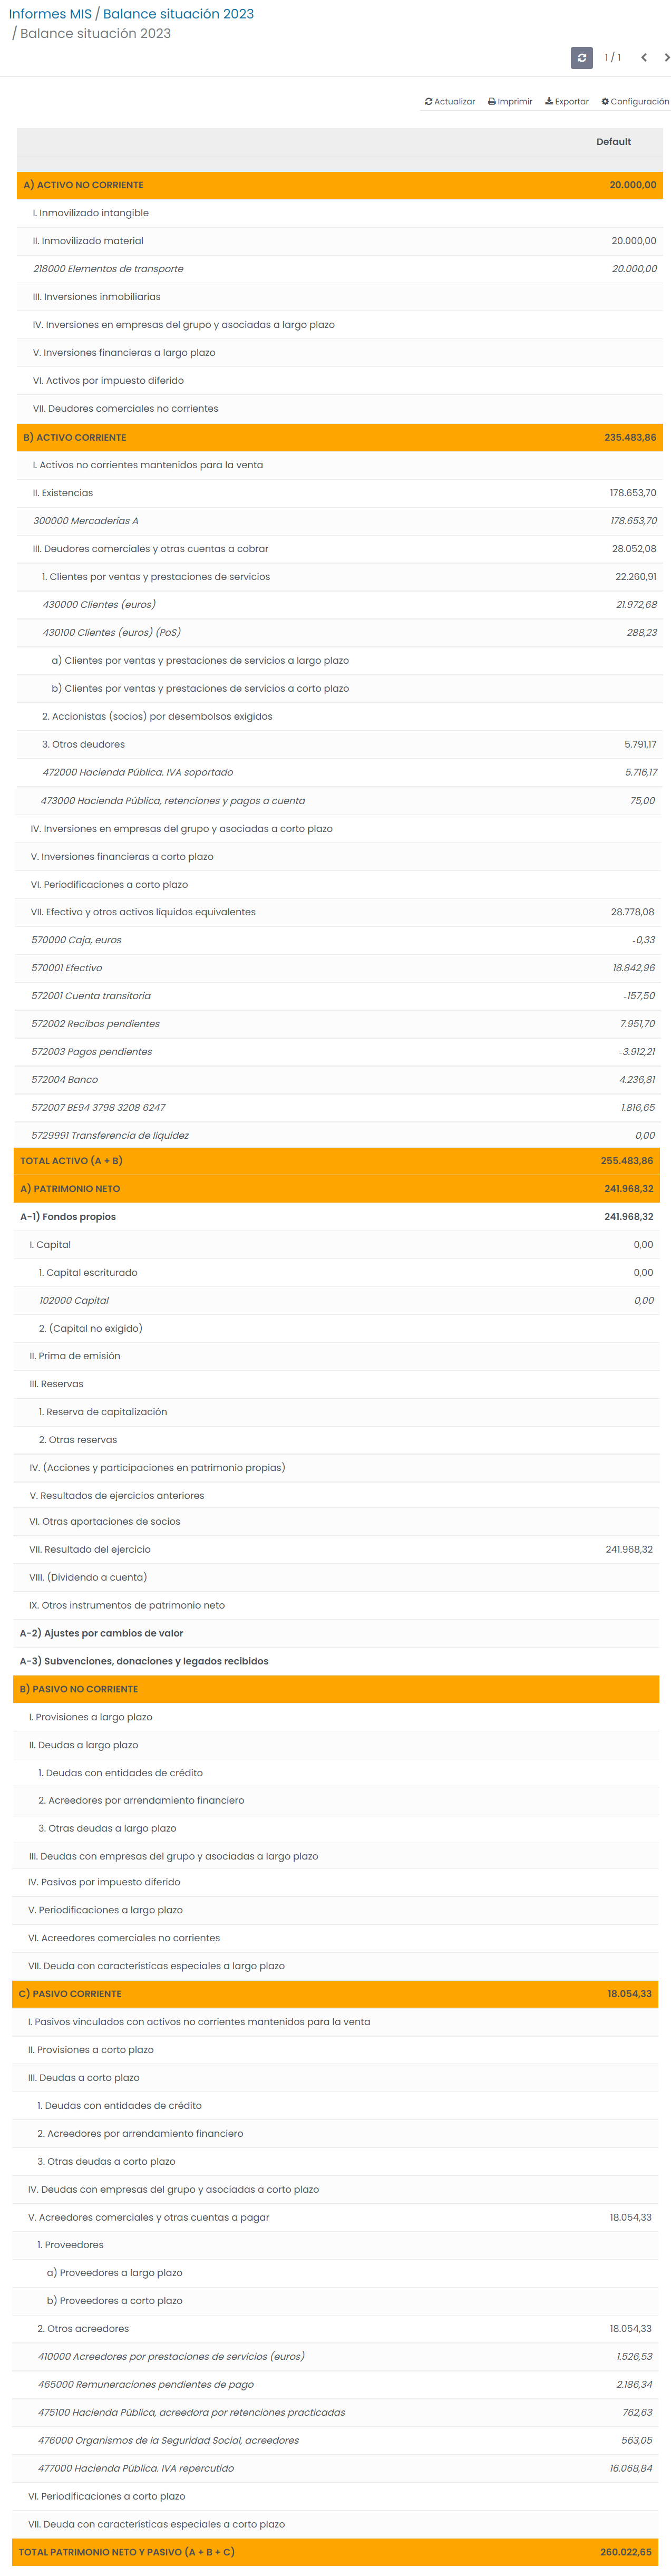 Informes MIS / Balance situación 2023
/ Balance situación 2023
1 / 1
Actualizar Imprimir Exportar Configuración
Default
A) ACTIVO NO CORRIENTE 20.000,00
I. Inmovilizado intangible
II. Inmovilizado material 20.000,00
218000 Elementos de transporte 20.000,00
III. Inversiones inmobiliarias
IV. Inversiones en empresas del grupo y asociadas a largo plazo
V. Inversiones financieras a largo plazo
VI. Activos por impuesto diferido
VII. Deudores comerciales no corrientes
B) ACTIVO CORRIENTE 235.483,86
I. Activos no corrientes mantenidos para la venta
II. Existencias 178.653,70
300000 Mercaderías A 178.653,70
III. Deudores comerciales y otras cuentas a cobrar 28.052,08
1. Clientes por ventas y prestaciones de servicios 22.260,91
430000 Clientes (euros) 21.972,68
430100 Clientes (euros) (PoS) 288,23
a) Clientes por ventas y prestaciones de servicios a largo plazo
b) Clientes por ventas y prestaciones de servicios a corto plazo
2. Accionistas (socios) por desembolsos exigidos
3. Otros deudores 5.791,17
472000 Hacienda Pública. IVA soportado 5.716,17
473000 Hacienda Pública, retenciones y pagos a cuenta 75,00
IV. Inversiones en empresas del grupo y asociadas a corto plazo
V. Inversiones financieras a corto plazo
VI. Periodificaciones a corto plazo
VII. Efectivo y otros activos líquidos equivalentes 28.778,08
570000 Caja, euros -0,33
570001 Efectivo 18.842,96
572001 Cuenta transitoria -157,50
572002 Recibos pendientes 7.951,70
572003 Pagos pendientes -3.912,21
572004 Banco 4.236,81
572007 BE94 3798 3208 6247 1.816,65
5729991 Transferencia de liquidez 0,00
TOTAL ACTIVO (A + B) 255.483,86
A) PATRIMONIO NETO 241.968,32
A-1) Fondos propios 241.968,32
I. Capital 0,00
1. Capital escriturado 0,00
102000 Capital 0,00
2. (Capital no exigido)
II. Prima de emisión
III. Reservas
1. Reserva de capitalización
2. Otras reservas
IV. (Acciones y participaciones en patrimonio propias)
V. Resultados de ejercicios anteriores
VI. Otras aportaciones de socios
VII. Resultado del ejercicio 241.968,32
VIII. (Dividendo a cuenta)
IX. Otros instrumentos de patrimonio neto
A-2) Ajustes por cambios de valor
A-3) Subvenciones, donaciones y legados recibidos
B) PASIVO NO CORRIENTE
I. Provisiones a largo plazo
II. Deudas a largo plazo
1. Deudas con entidades de crédito
2. Acreedores por arrendamiento financiero
3. Otras deudas a largo plazo
III. Deudas con empresas del grupo y asociadas a largo plazo
IV. Pasivos por impuesto diferido
V. Periodificaciones a largo plazo
VI. Acreedores comerciales no corrientes
VII. Deuda con características especiales a largo plazo
C) PASIVO CORRIENTE 18.054,33
I. Pasivos vinculados con activos no corrientes mantenidos para la venta
II. Provisiones a corto plazo
III. Deudas a corto plazo
1. Deudas con entidades de crédito
2. Acreedores por arrendamiento financiero
3. Otras deudas a corto plazo
IV. Deudas con empresas del grupo y asociadas a corto plazo
V. Acreedores comerciales y otras cuentas a pagar 18.054,33
1. Proveedores
a) Proveedores a largo plazo
b) Proveedores a corto plazo
2. Otros acreedores 18.054,33
410000 Acreedores por prestaciones de servicios (euros) -1.526,53
465000 Remuneraciones pendientes de pago 2.186,34
475100 Hacienda Pública, acreedora por retenciones practicadas 762,63
476000 Organismos de la Seguridad Social, acreedores 563,05
477000 Hacienda Pública. IVA repercutido 16.068,84
VI. Periodificaciones a corto plazo
VII. Deuda con características especiales a corto plazo
TOTAL PATRIMONIO NETO Y PASIVO (A + B + C) 260.022,65